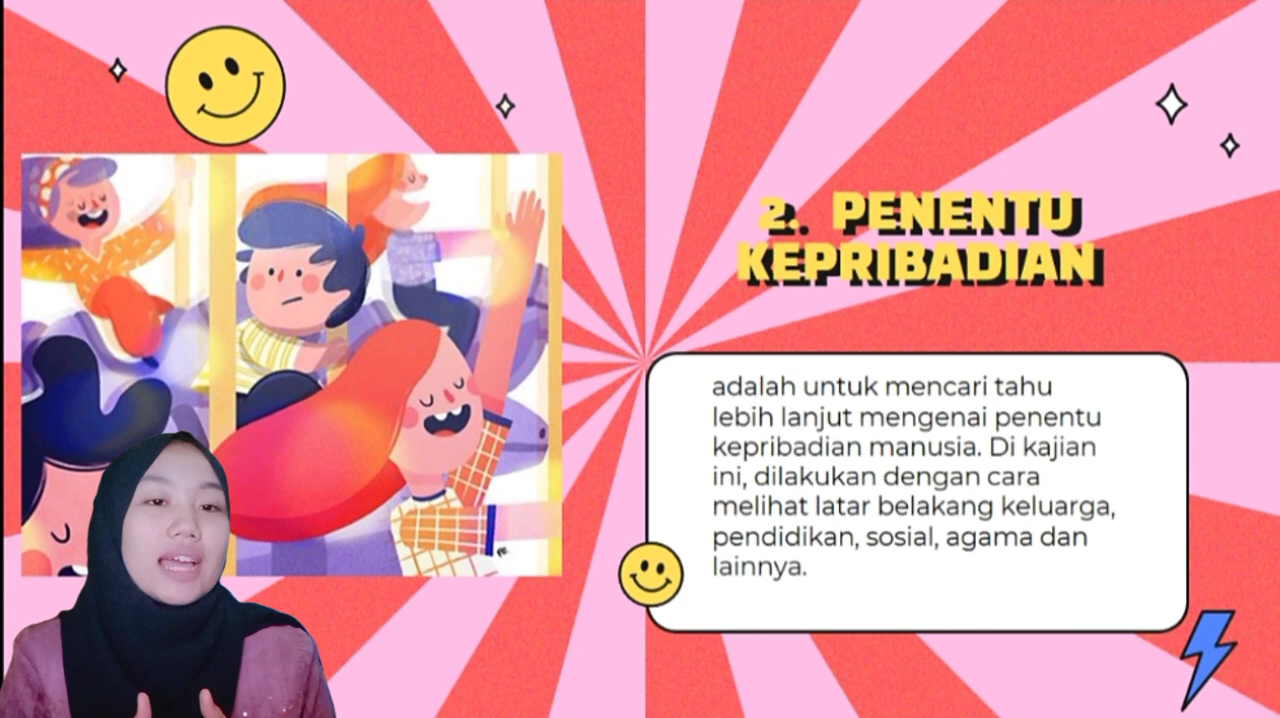 2. PENENTU
KEPRIBADIAN
adalah untuk mencari tahu
lebih lanjut mengenai penentu
kepribadian manusia. Di kajian
ini, dilakukan dengan cara
melihat latar belakang keluarga,
pendidikan, sosial, agama dan
lainnya.